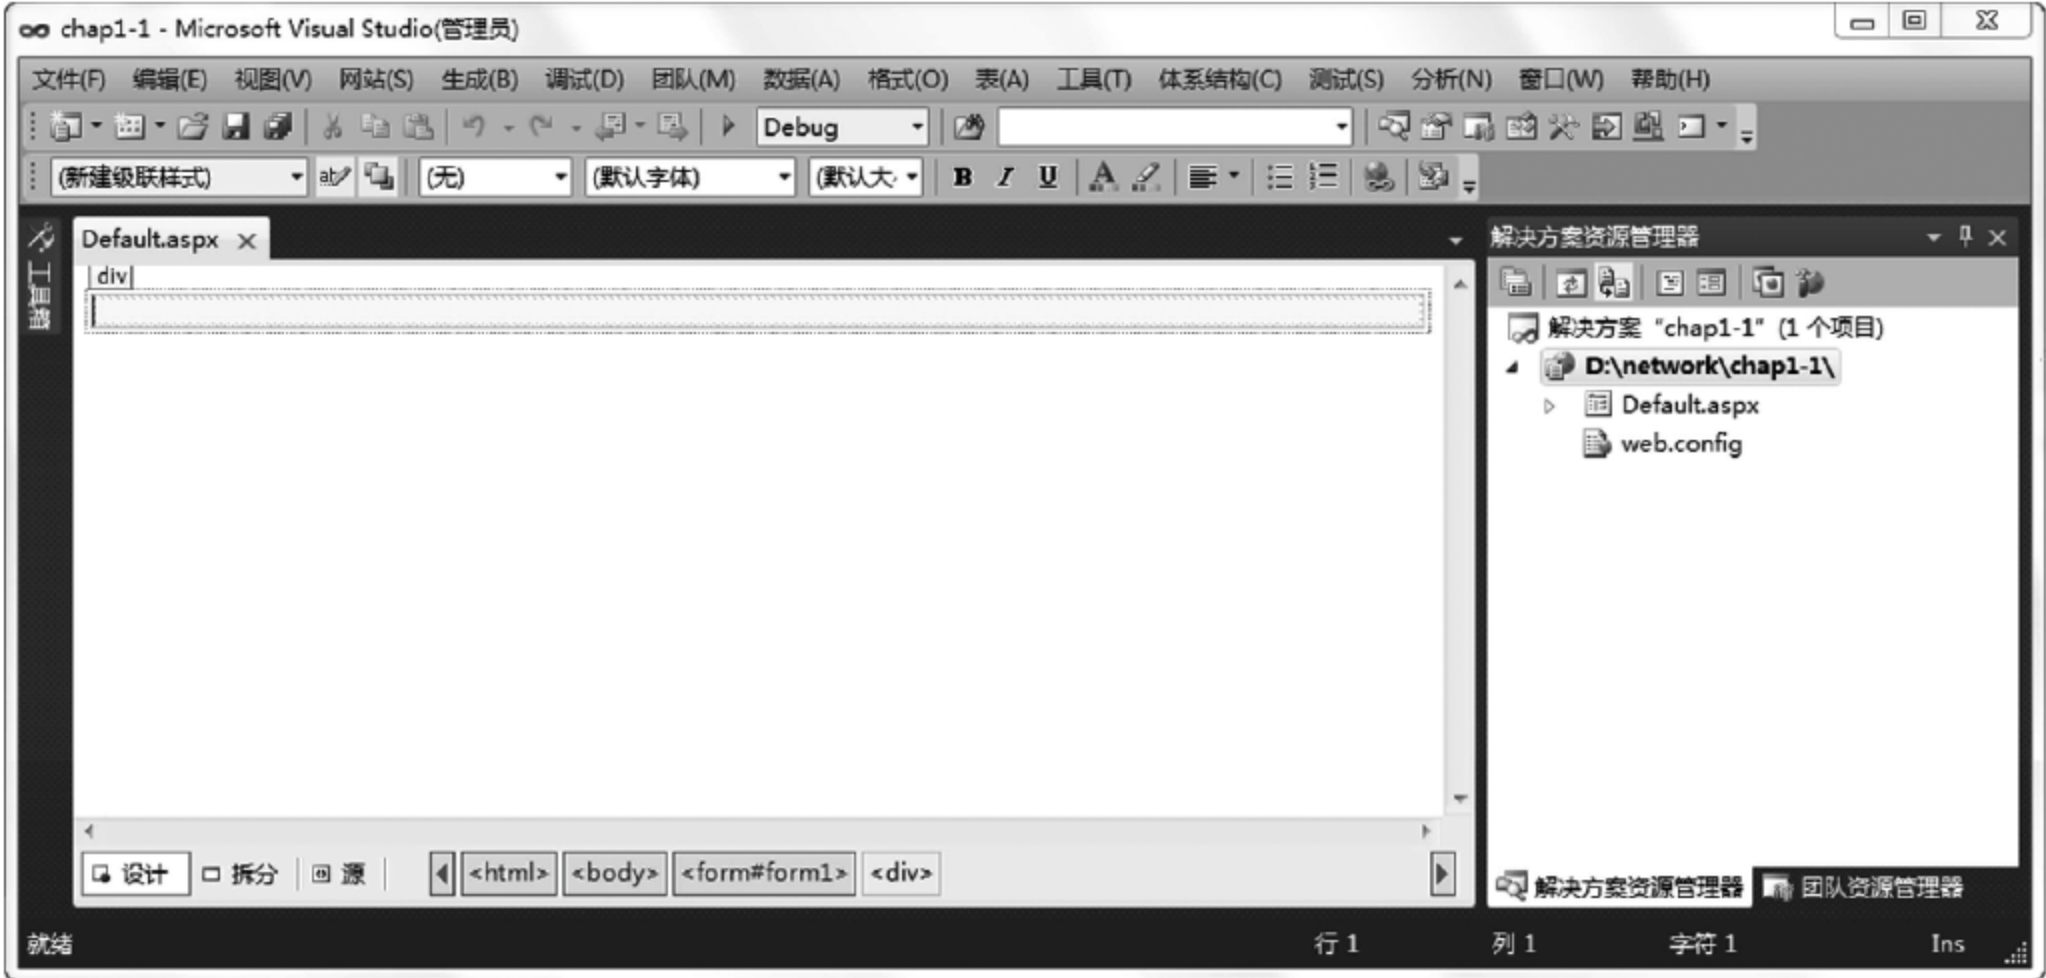 chap1-1 - Microsoft Visual Studio(管理员)
文件(F) 编辑(E) 视图(V) 网站(S) 生成(B) 调试(D) 团队(M) 数据(A) 格式(O) 表(A) 工具(T) 体系结构(C) 测试(S) 分析(N) 窗口(W) 帮助(H)
Debug
(新建级联样式) (无) (默认字体) (默认大 B I U A
工具箱
Default.aspx
div
解决方案资源管理器
解决方案 “chap1-1” (1 个项目)
D:\network\chap1-1\
Default.aspx
web.config
设计 拆分 源 <html> <body> <form#form1> <div>
解决方案资源管理器 团队资源管理器
就绪 行 1 列 1 字符 1 Ins